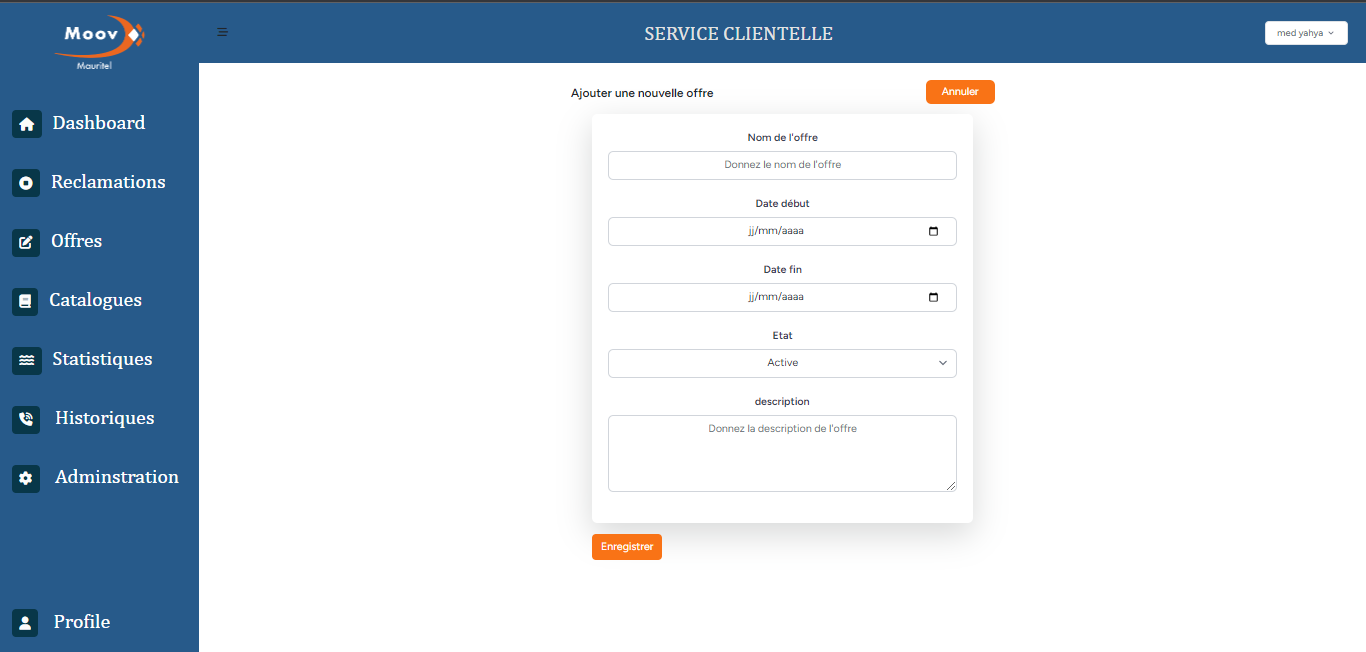 Moov
Mauritel
SERVICE CLIENTELLE
med yahya
Dashboard
Reclamations
Offres
Catalogues
Statistiques
Historiques
Adminstration
Profile
Ajouter une nouvelle offre
Annuler
Nom de l'offre
Donnez le nom de l'offre
Date début
jj/mm/aaaa
Date fin
jj/mm/aaaa
Etat
Active
description
Donnez la description de l'offre
Enregistrer